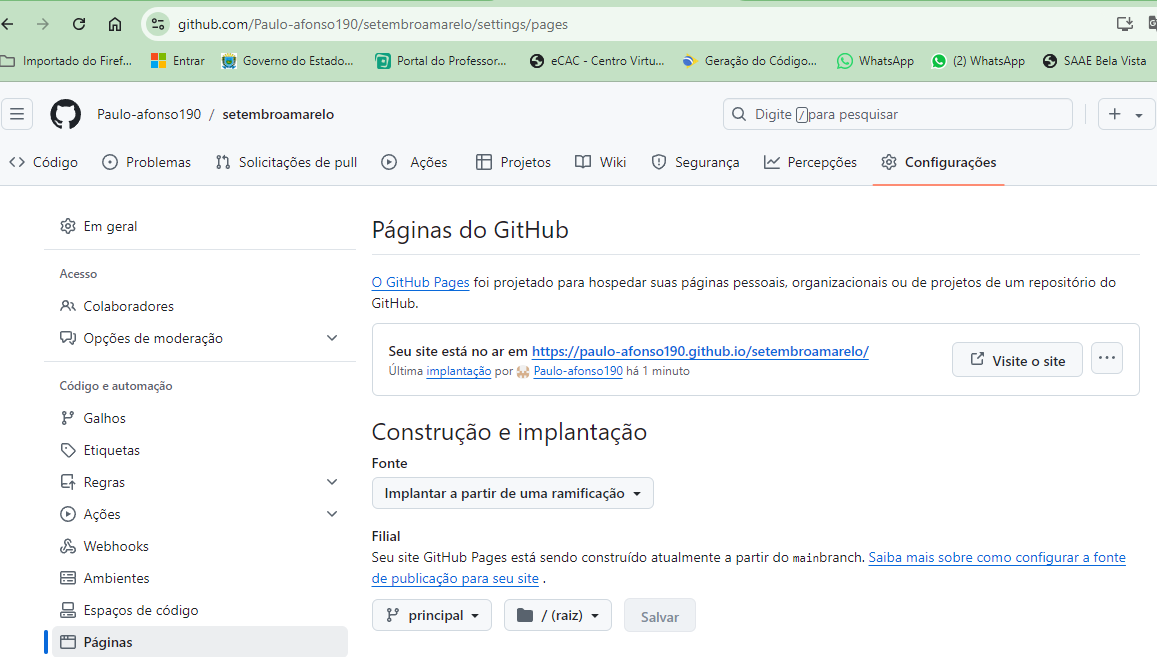 github.com/Paulo-afonso190/setembroamarelo/settings/pages
Importado do Firef... Entrar Governo do Estado... Portal do Professor... eCAC - Centro Virtu... Geração do Código... WhatsApp (2) WhatsApp SAAE Bela Vista
Paulo-afonso190 / setembroamarelo Digite / para pesquisar
Código Problemas Solicitações de pull Ações Projetos Wiki Segurança Percepções Configurações
Em geral
Acesso
Colaboradores
Opções de moderação
Código e automação
Galhos
Etiquetas
Regras
Ações
Webhooks
Ambientes
Espaços de código
Páginas
Páginas do GitHub
O GitHub Pages foi projetado para hospedar suas páginas pessoais, organizacionais ou de projetos de um repositório do
GitHub.
Seu site está no ar em https://paulo-afonso190.github.io/setembroamarelo/
Última implantação por Paulo-afonso190 há 1 minuto
Visite o site
Construção e implantação
Fonte
Implantar a partir de uma ramificação
Filial
Seu site GitHub Pages está sendo construído atualmente a partir do mainbranch. Saiba mais sobre como configurar a fonte
de publicação para seu site .
principal / (raiz) Salvar